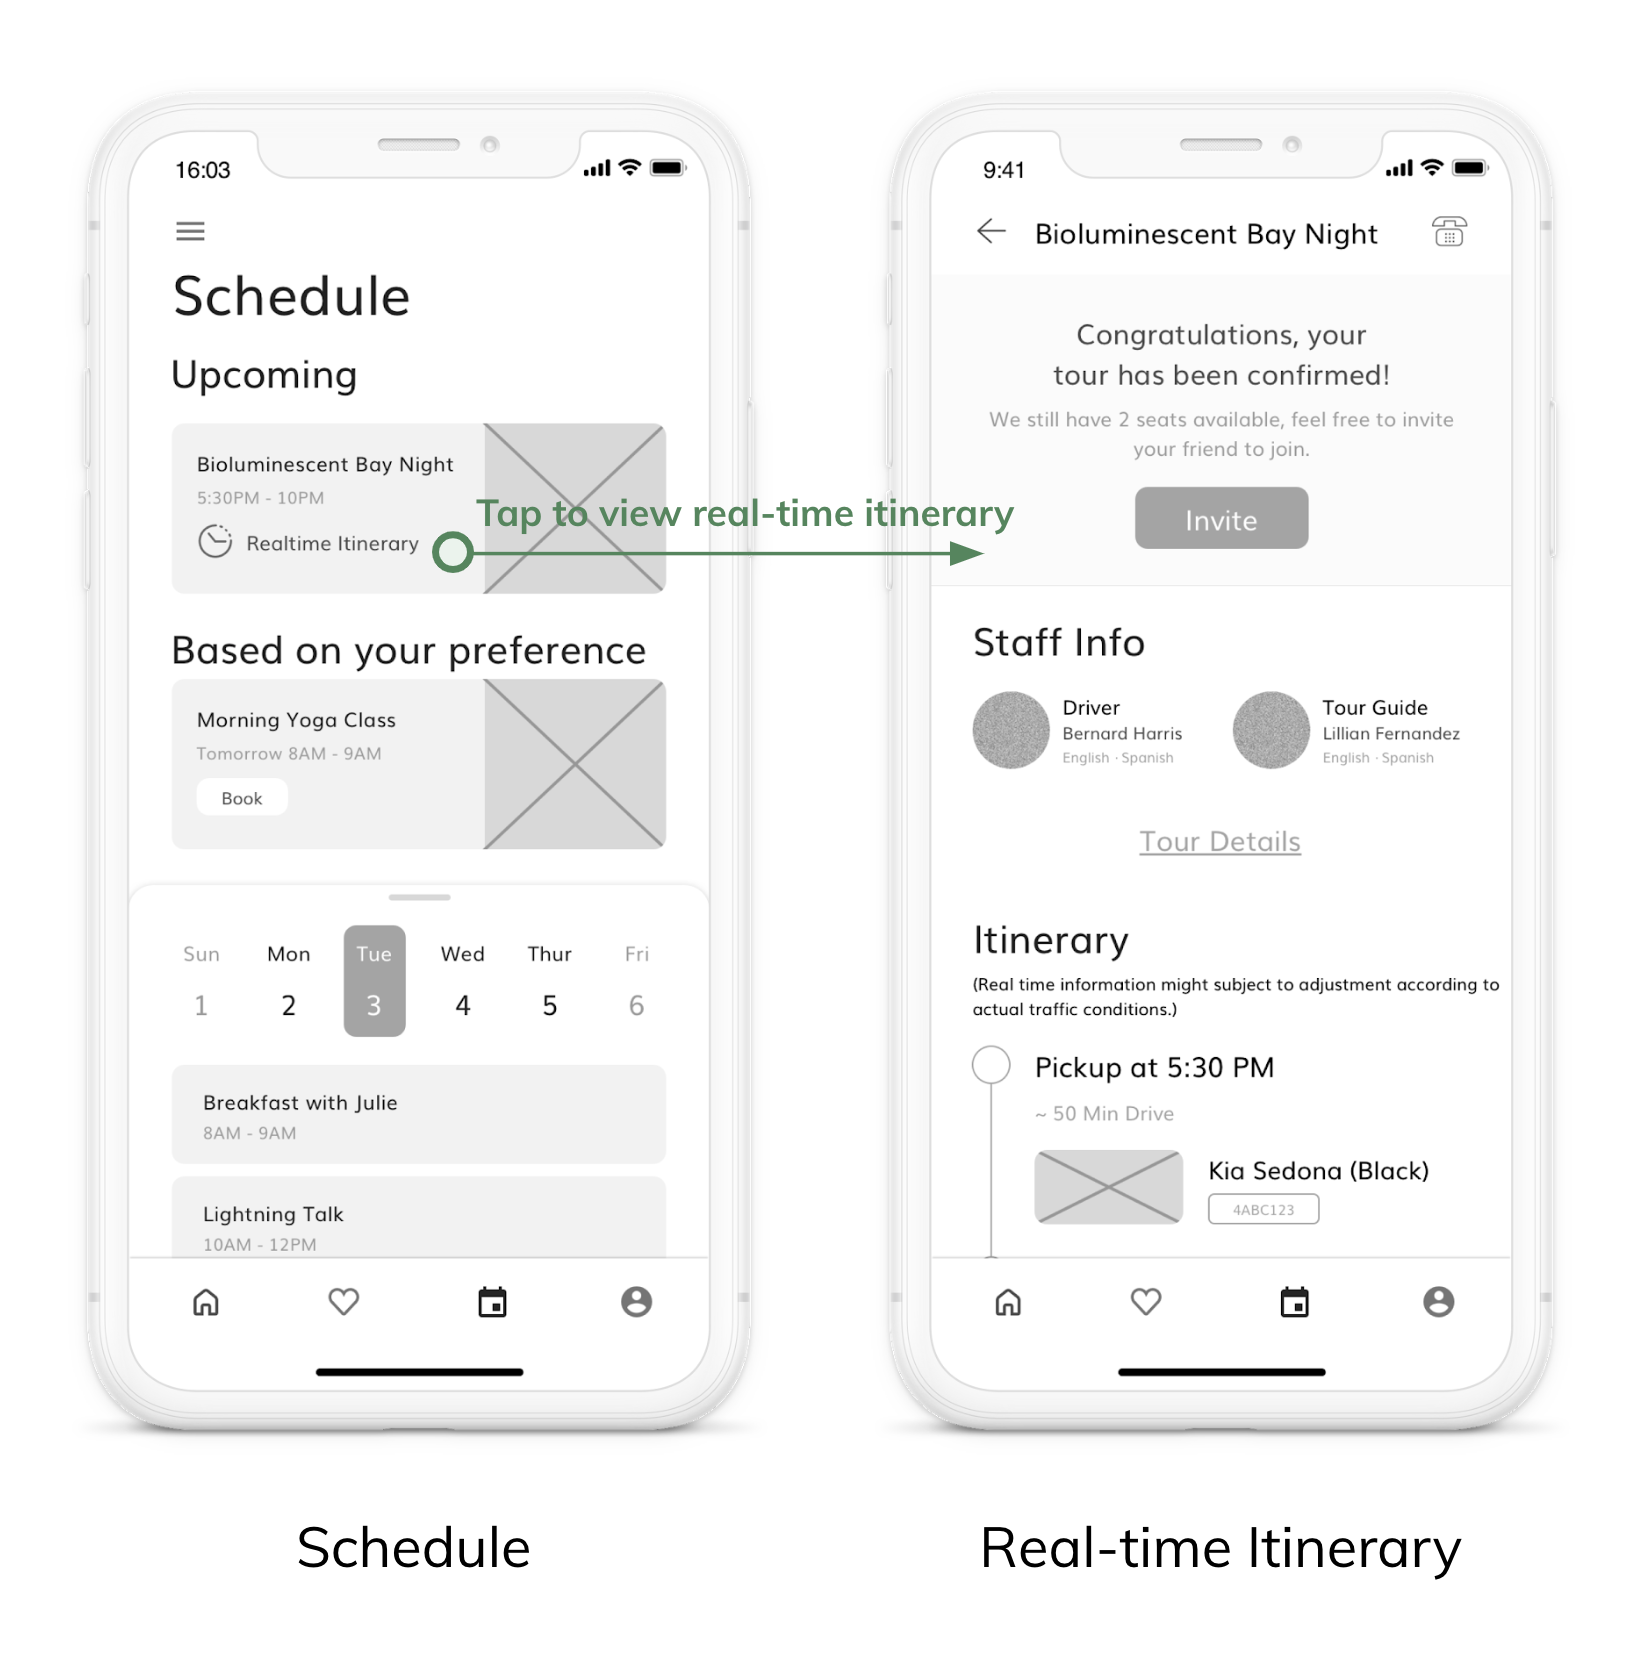 16:03
Schedule
Upcoming
Bioluminescent Bay Night
5:30PM - 10PM
Realtime Itinerary
Tap to view real-time itinerary
Based on your preference
Morning Yoga Class
Tomorrow 8AM - 9AM
Book
Sun Mon Tue Wed Thur Fri
1 2 3 4 5 6
Breakfast with Julie
8AM - 9AM
Lightning Talk
10AM - 12PM
Schedule
9:41
Bioluminescent Bay Night
Congratulations, your
tour has been confirmed!
We still have 2 seats available, feel free to invite
your friend to join.
Invite
Staff Info
Driver
Bernard Harris
English · Spanish
Tour Guide
Lillian Fernandez
English · Spanish
Tour Details
Itinerary
(Real time information might subject to adjustment according to
actual traffic conditions.)
Pickup at 5:30 PM
~ 50 Min Drive
Kia Sedona (Black)
4ABC123
Real-time Itinerary